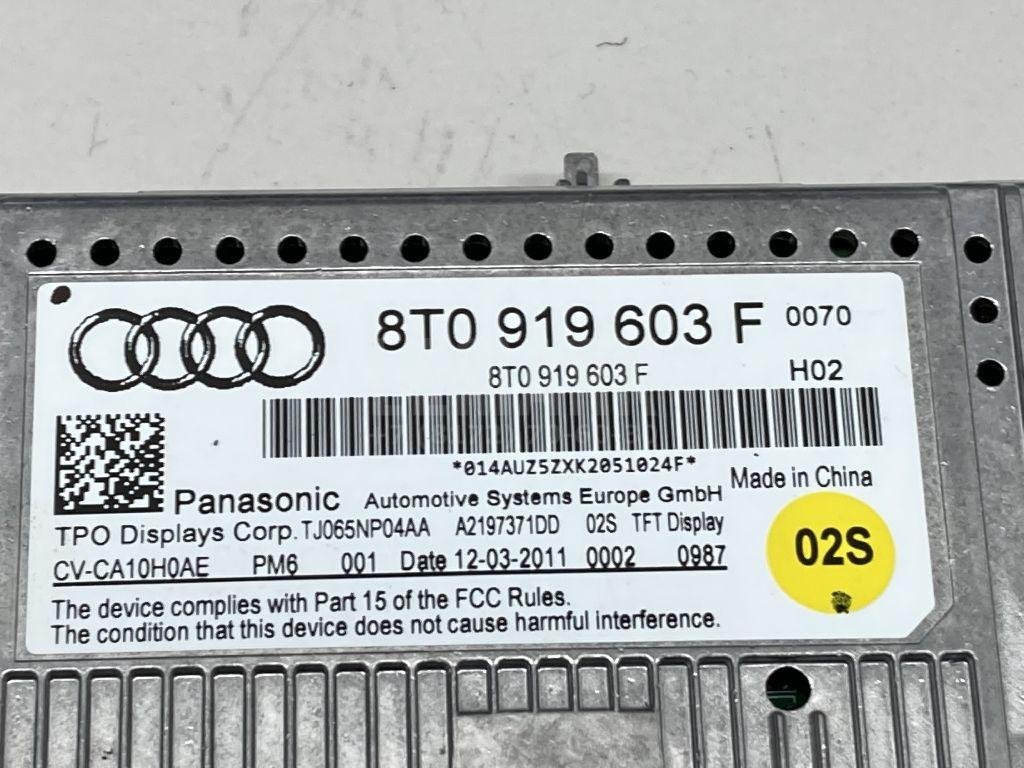 8T0 919 603 F 0070
8T0 919 603 F H02
*014AUZ5ZXK2051024F*
Made in China
Panasonic Automotive Systems Europe GmbH
TPO Displays Corp. TJ065NP04AA A2197371DD 02S TFT Display
02S
CV-CA10H0AE PM6 001 Date 12-03-2011 0002 0987
The device complies with Part 15 of the FCC Rules.
The condition that this device does not cause harmful interference.